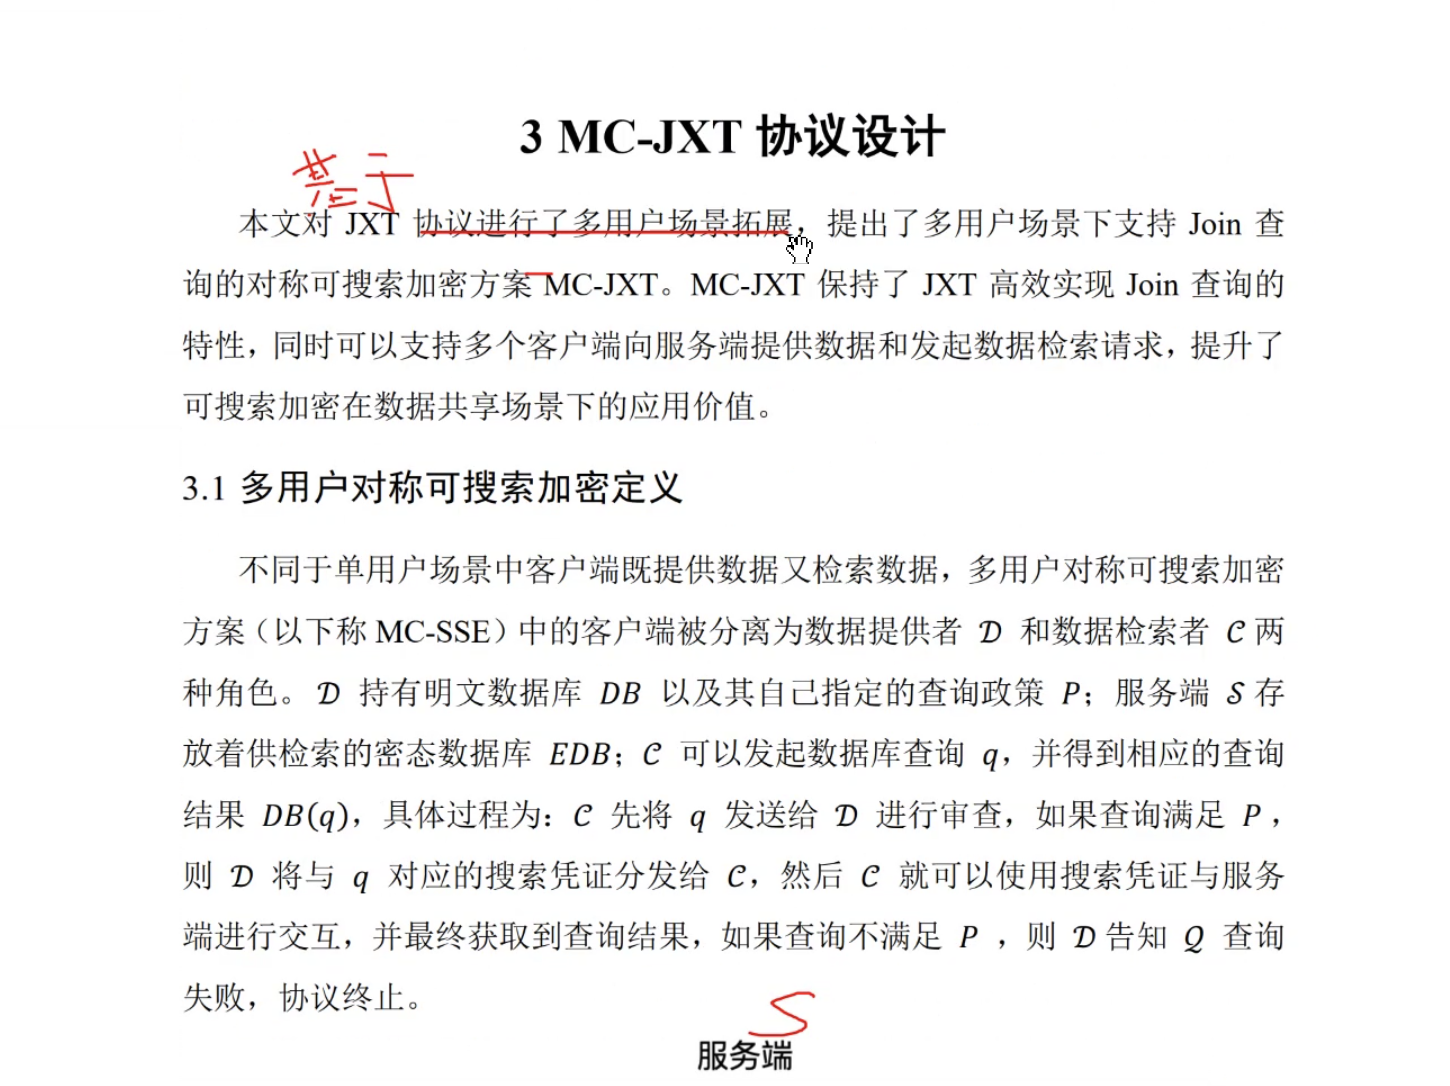 3 MC-JXT 协议设计
基于
本文对 JXT 协议进行了多用户场景拓展，提出了多用户场景下支持 Join 查
询的对称可搜索加密方案 MC-JXT。MC-JXT 保持了 JXT 高效实现 Join 查询的
特性，同时可以支持多个客户端向服务端提供数据和发起数据检索请求，提升了
可搜索加密在数据共享场景下的应用价值。
3.1 多用户对称可搜索加密定义
不同于单用户场景中客户端既提供数据又检索数据，多用户对称可搜索加密
方案（以下称 MC-SSE）中的客户端被分离为数据提供者 𝒟 和数据检索者 𝒞 两
种角色。𝒟 持有明文数据库 DB 以及其自己指定的查询政策 P；服务端 𝒮 存
放着供检索的密态数据库 EDB；𝒞 可以发起数据库查询 q，并得到相应的查询
结果 DB(q)，具体过程为：𝒞 先将 q 发送给 𝒟 进行审查，如果查询满足 P，
则 𝒟 将与 q 对应的搜索凭证分发给 𝒞，然后 𝒞 就可以使用搜索凭证与服务
端进行交互，并最终获取到查询结果，如果查询不满足 P ，则 𝒟 告知 𝒬 查询
失败，协议终止。
S
服务端